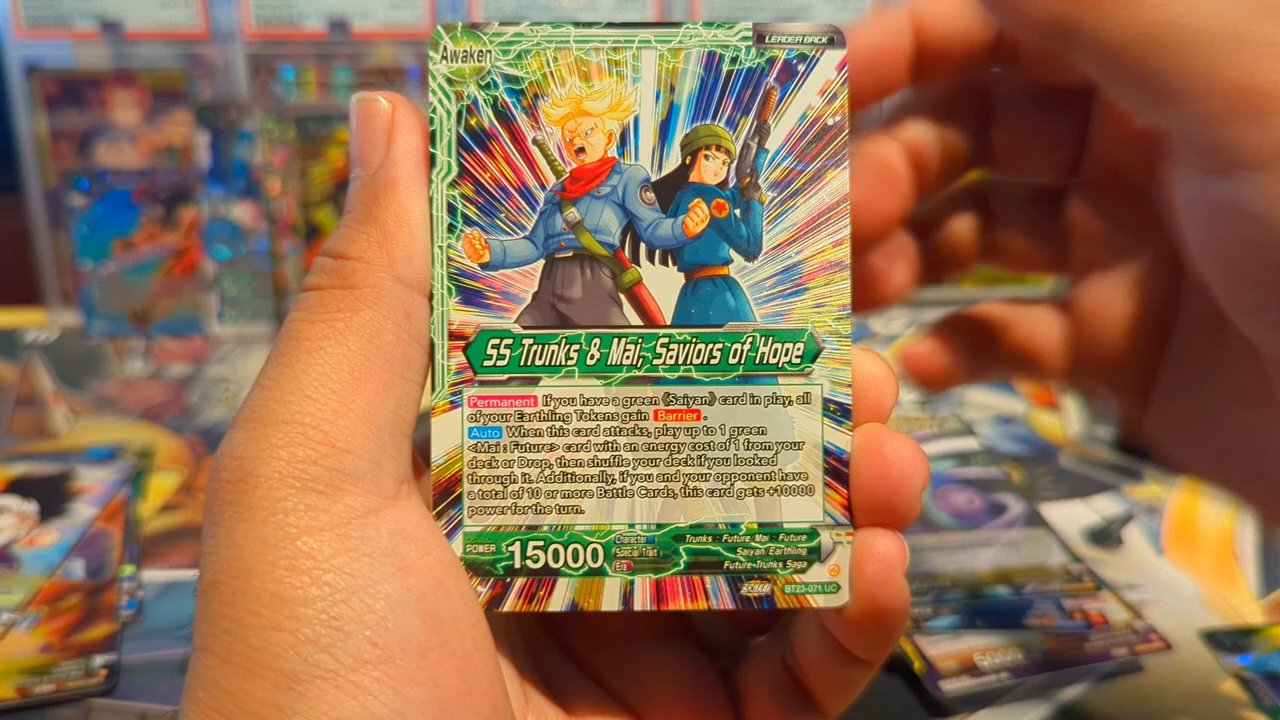 Awaken
LEADER BACK
SS Trunks & Mai, Saviors of Hope
Permanent If you have a green《Saiyan》card in play, all
of your Earthling Tokens gain Barrier.
Auto When this card attacks, play up to 1 green
<Mai : Future> card with an energy cost of 1 from your
deck or Drop, then shuffle your deck if you looked
through it. Additionally, if you and your opponent have
a total of 10 or more Battle Cards, this card gets +10000
power for the turn.
POWER 15000
Character Trunks : Future/Mai : Future
Special Trait Saiyan/Earthling
Era Future Trunks Saga
ZENKAI BT23-071 UC